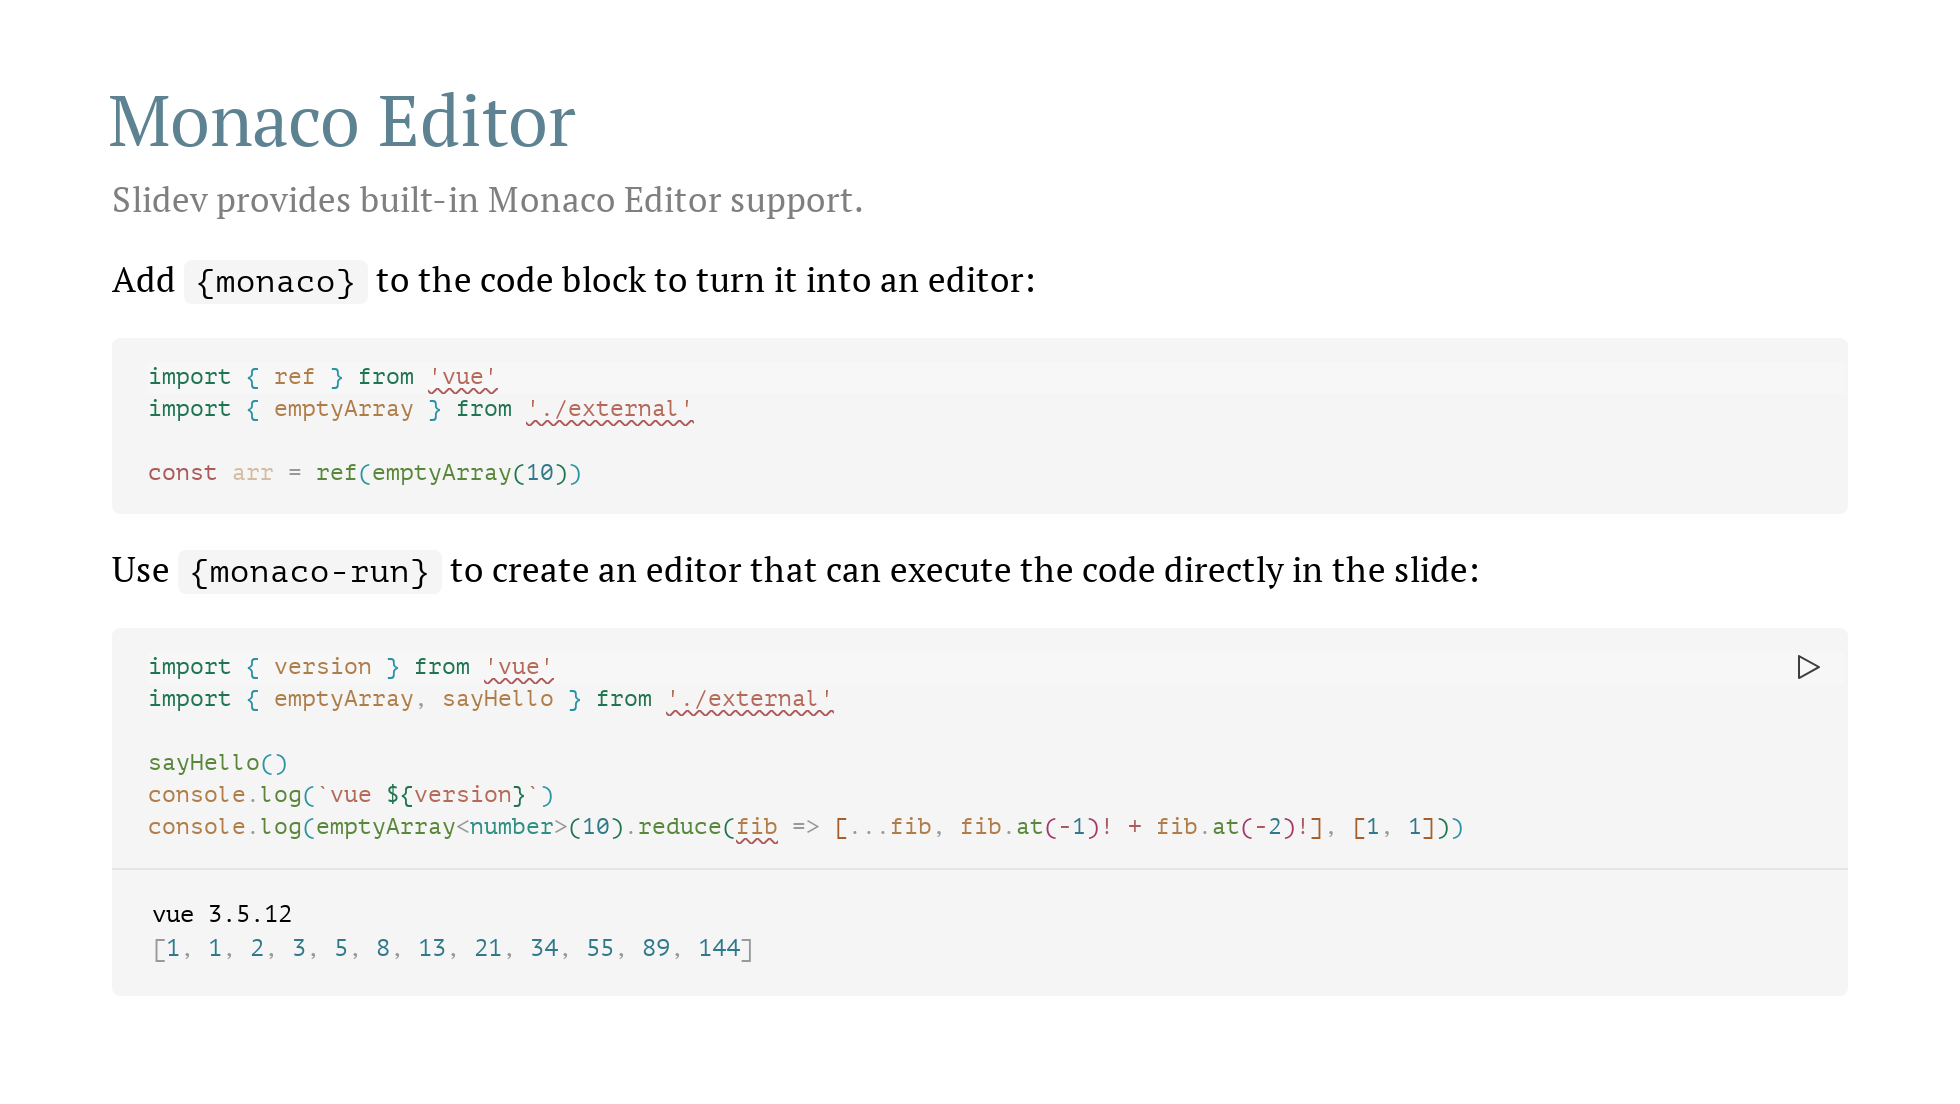 Monaco Editor
Slidev provides built-in Monaco Editor support.
Add {monaco} to the code block to turn it into an editor:
import { ref } from 'vue'
import { emptyArray } from './external'
const arr = ref(emptyArray(10))
Use {monaco-run} to create an editor that can execute the code directly in the slide:
import { version } from 'vue'
import { emptyArray, sayHello } from './external'
sayHello()
console.log(`vue ${version}`)
console.log(emptyArray<number>(10).reduce(fib => [...fib, fib.at(-1)! + fib.at(-2)!], [1, 1]))
vue 3.5.12
[1, 1, 2, 3, 5, 8, 13, 21, 34, 55, 89, 144]